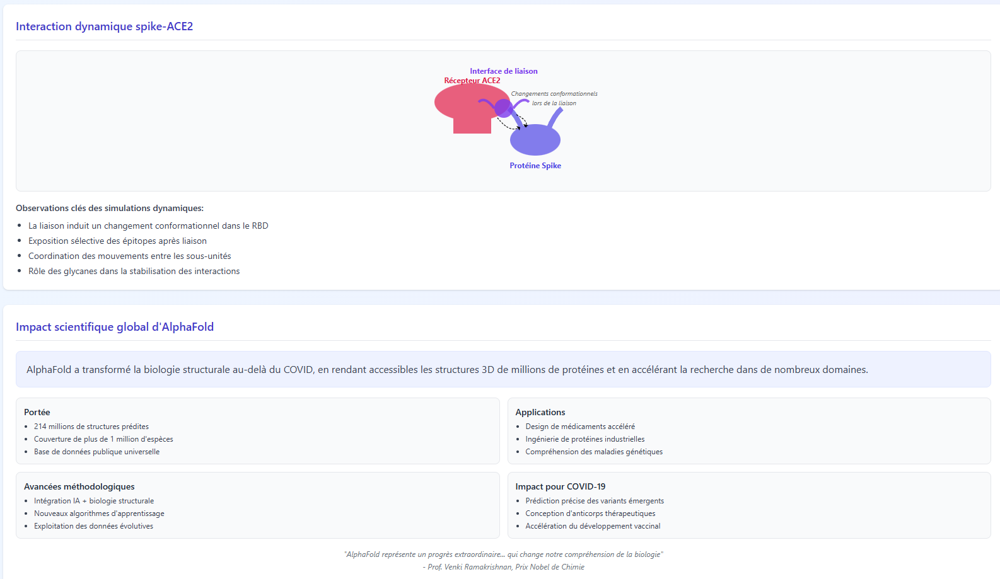 Interaction dynamique spike-ACE2
Interface de liaison
Récepteur ACE2
Changements conformationnels
lors de la liaison
Protéine Spike
Observations clés des simulations dynamiques:
La liaison induit un changement conformationnel dans le RBD
Exposition sélective des épitopes après liaison
Coordination des mouvements entre les sous-unités
Rôle des glycanes dans la stabilisation des interactions
Impact scientifique global d'AlphaFold
AlphaFold a transformé la biologie structurale au-delà du COVID, en rendant accessibles les structures 3D de millions de protéines et en accélérant la recherche dans de nombreux domaines.
Portée
214 millions de structures prédites
Couverture de plus de 1 million d'espèces
Base de données publique universelle
Applications
Design de médicaments accéléré
Ingénierie de protéines industrielles
Compréhension des maladies génétiques
Avancées méthodologiques
Intégration IA + biologie structurale
Nouveaux algorithmes d'apprentissage
Exploitation des données évolutives
Impact pour COVID-19
Prédiction précise des variants émergents
Conception d'anticorps thérapeutiques
Accélération du développement vaccinal
"AlphaFold représente un progrès extraordinaire... qui change notre compréhension de la biologie"
- Prof. Venki Ramakrishnan, Prix Nobel de Chimie